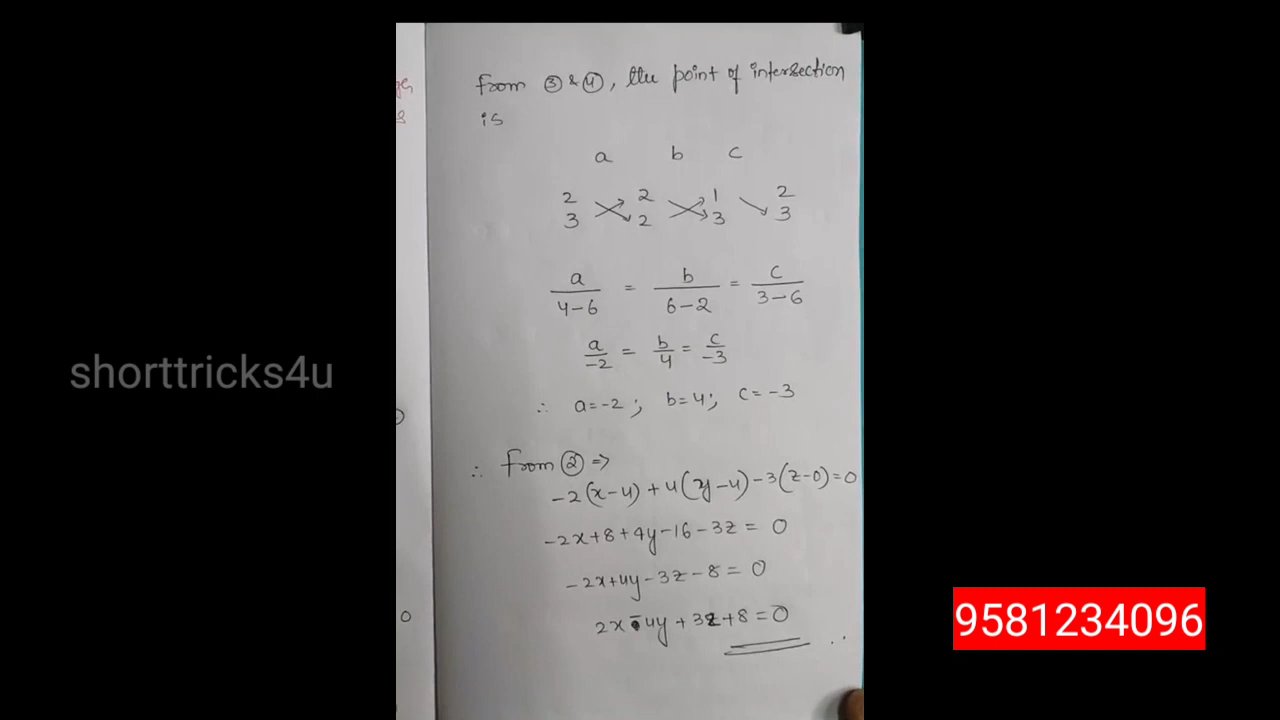 From ③ & ④, the point of intersection
is
a b c
2 2 1 2
3 2 3 3
a/4-6 = b/6-2 = c/3-6
a/-2 = b/4 = c/-3
∴ a=-2; b=4; c=-3
∴ From ② ⇒
-2(x-4)+4(y-4)-3(z-0)=0
-2x+8+4y-16-3z=0
-2x+4y-3z-8=0
2x-4y+3z+8=0
shorttricks4u
9581234096